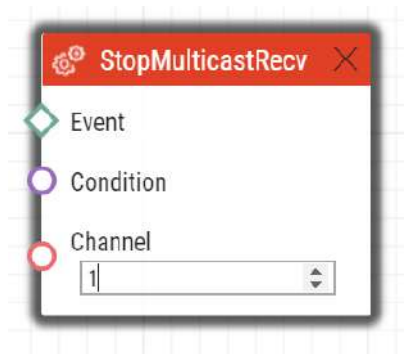 StopMulticastRecv
Event
Condition
Channel
1